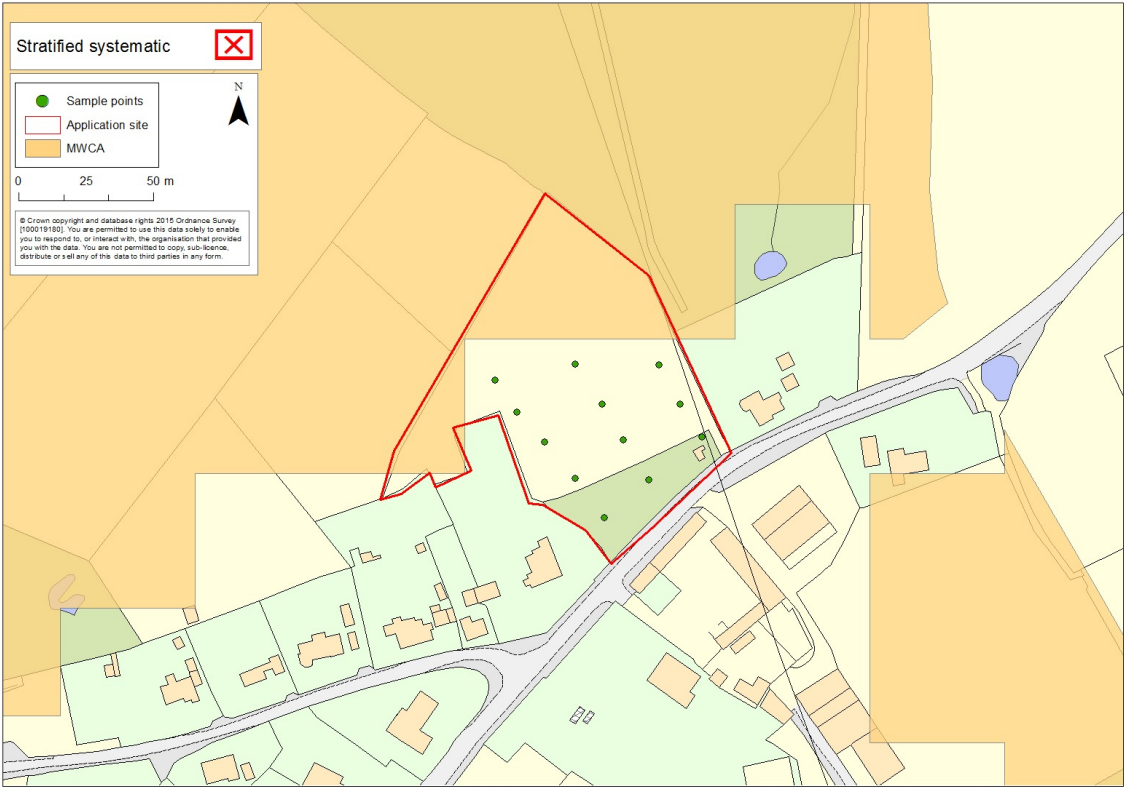 Stratified systematic
N
Sample points
Application site
MWCA
0 25 50 m
© Crown copyright and database rights 2015 Ordnance Survey
[100019180]. You are permitted to use this data solely to enable
you to respond to, or interact with, the organisation that provided
you with the data. You are not permitted to copy, sub-licence,
distribute or sell any of this data to third parties in any form.